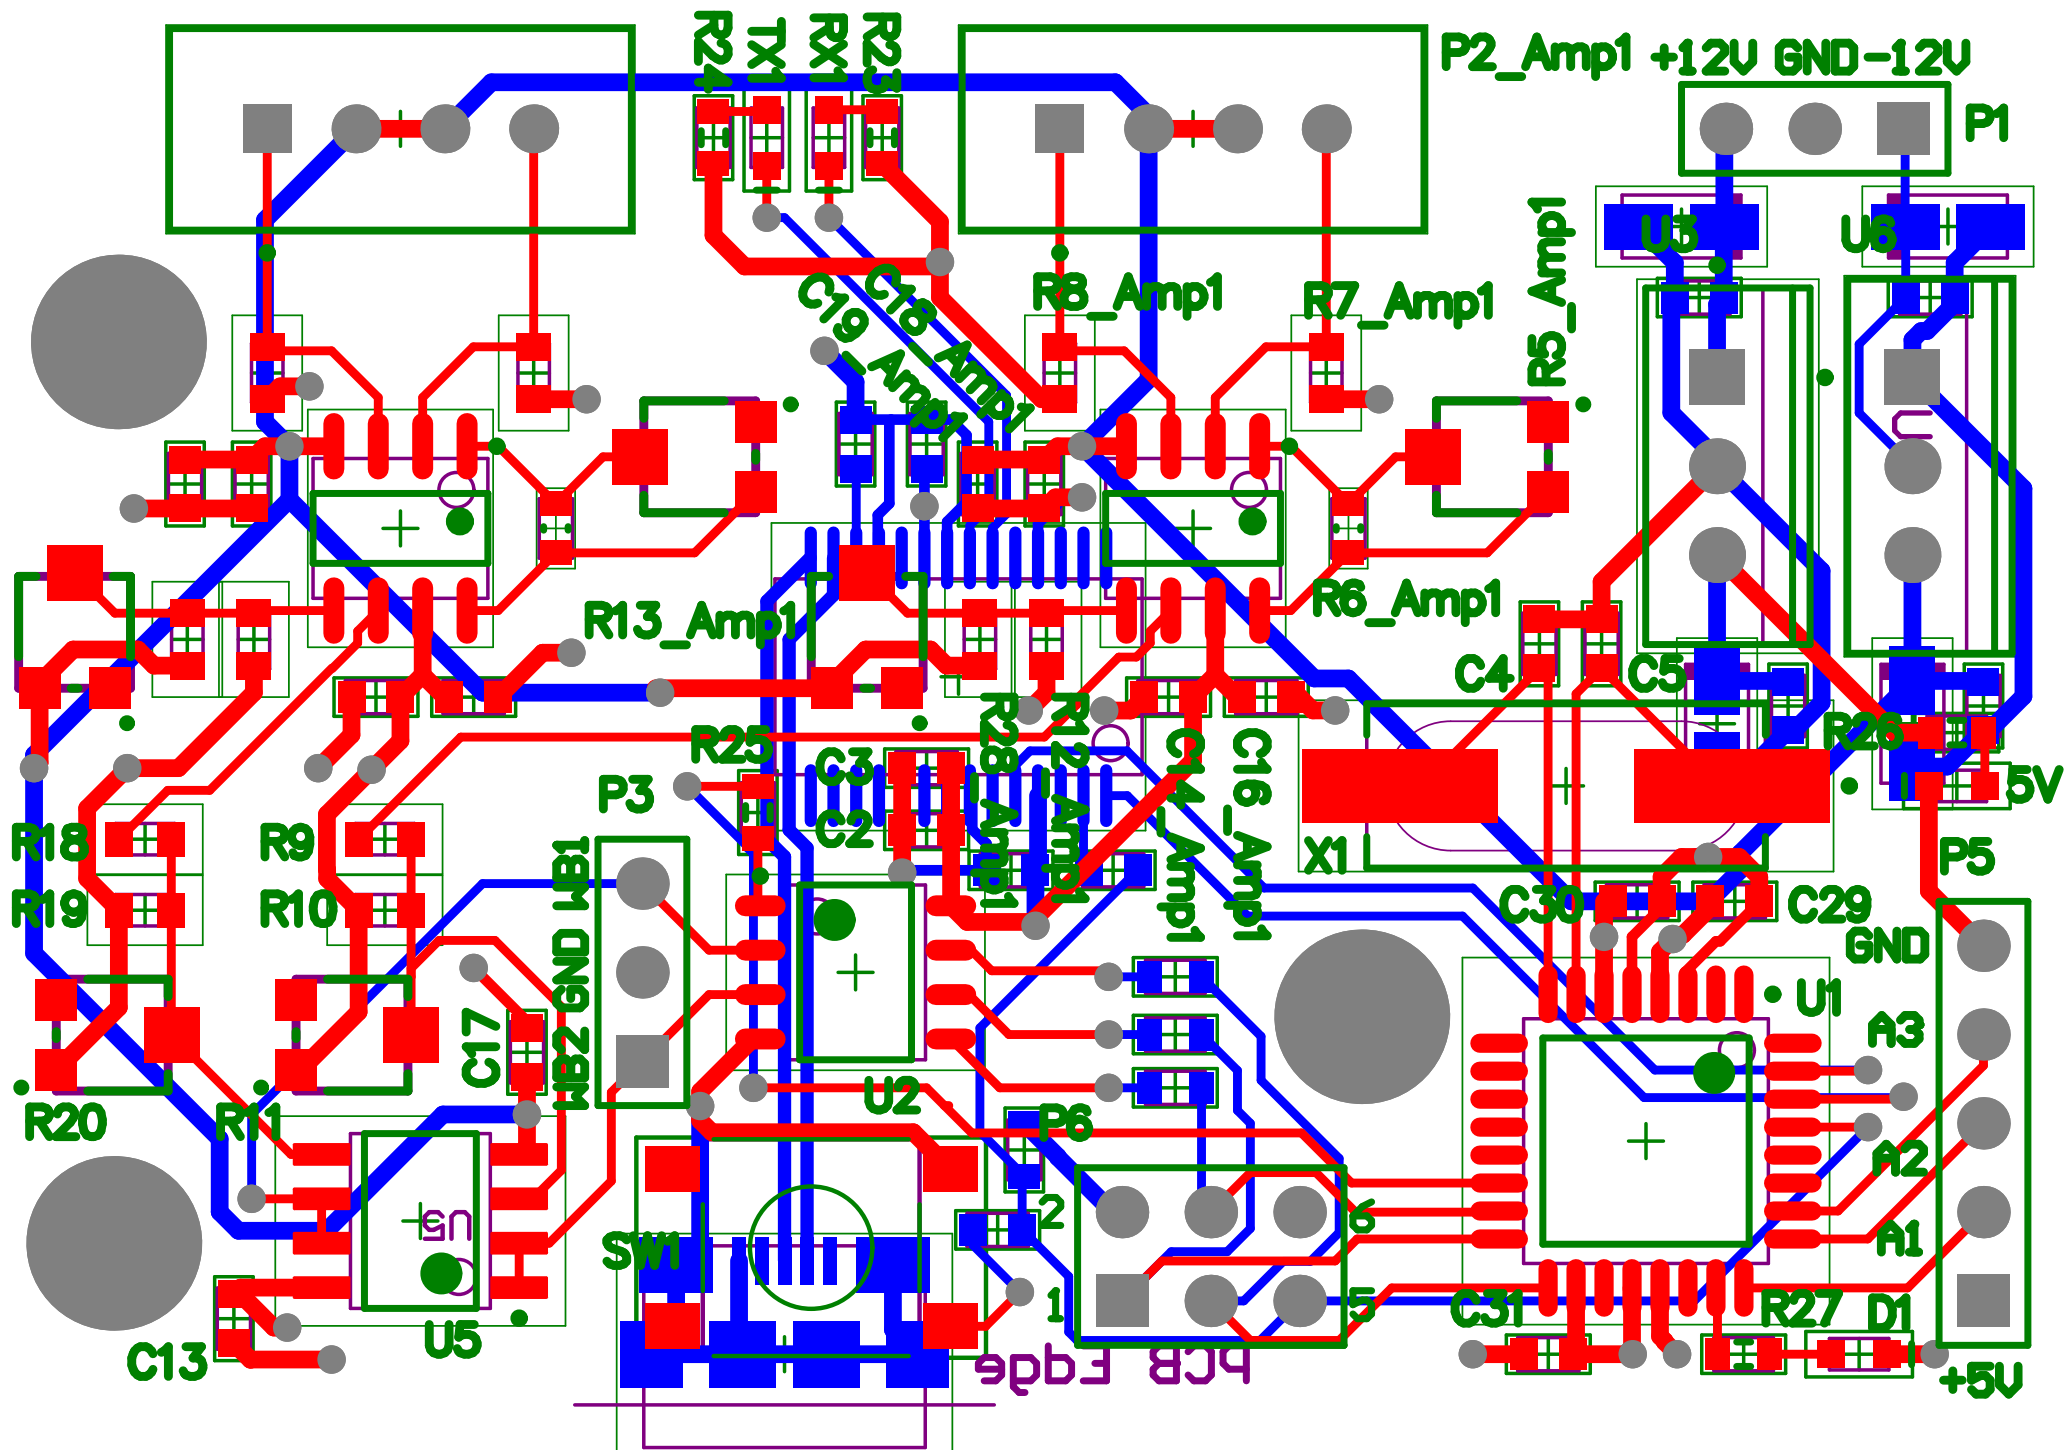 R24
TX1
RX1
R23
P2_Amp1
+12V GND-12V
P1
U3
U6
R5_Amp1
C19_Amp1
C18_Amp1
R8_Amp1
R7_Amp1
R13_Amp1
R6_Amp1
C4
C5
R28_Amp1
R12_Amp1
C14_Amp1
C16_Amp1
R25
C3
C2
P3
R26
5V
X1
P5
R18
R9
R19
R10
C30
C29
GND
WB2 GND WB1
C17
U1
A3
R20
R11
U2
P6
A2
2
6
A1
U5
SW1
1
5
C31
R27
D1
U5
C13
PCB Edge
+5V